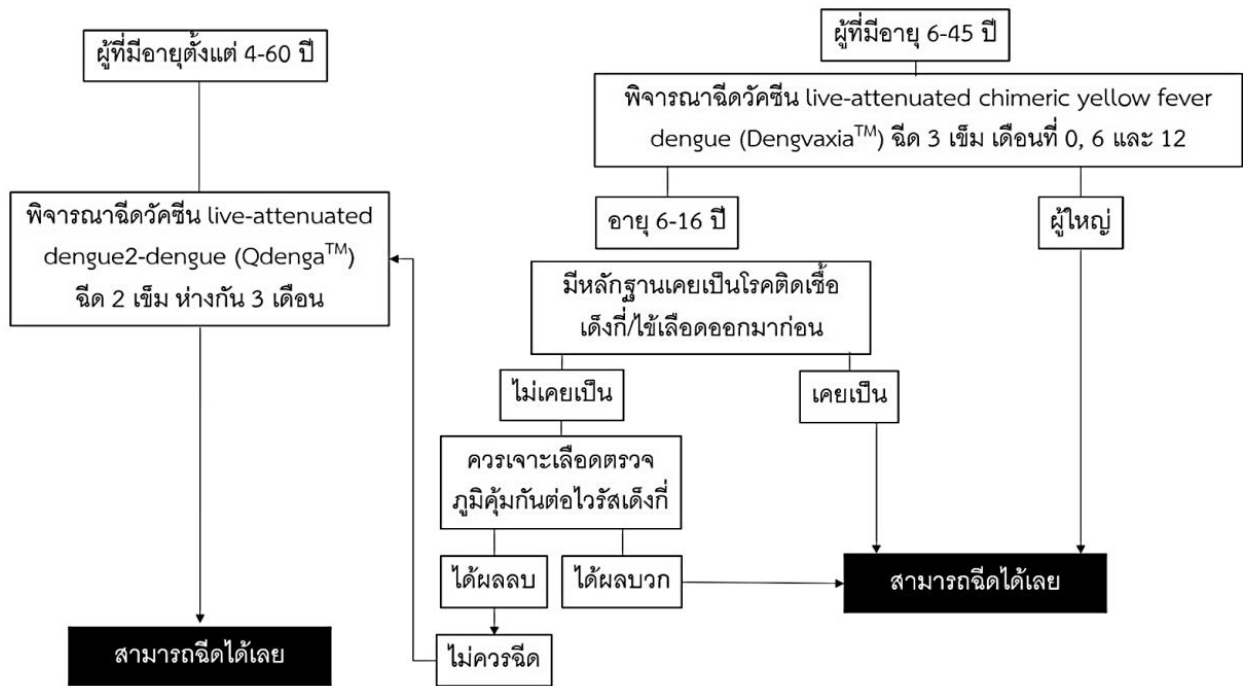 ผู้ที่มีอายุตั้งแต่ 4-60 ปี
พิจารณาฉีดวัคซีน live-attenuated
dengue2-dengue (Qdenga™)
ฉีด 2 เข็ม ห่างกัน 3 เดือน
สามารถฉีดได้เลย
ผู้ที่มีอายุ 6-45 ปี
พิจารณาฉีดวัคซีน live-attenuated chimeric yellow fever
dengue (Dengvaxia™) ฉีด 3 เข็ม เดือนที่ 0, 6 และ 12
อายุ 6-16 ปี
ผู้ใหญ่
มีหลักฐานเคยเป็นโรคติดเชื้อ
เด็งกี่/ไข้เลือดออกมาก่อน
ไม่เคยเป็น
เคยเป็น
ควรเจาะเลือดตรวจ
ภูมิคุ้มกันต่อไวรัสเด็งกี่
ได้ผลลบ
ได้ผลบวก
สามารถฉีดได้เลย
ไม่ควรฉีด